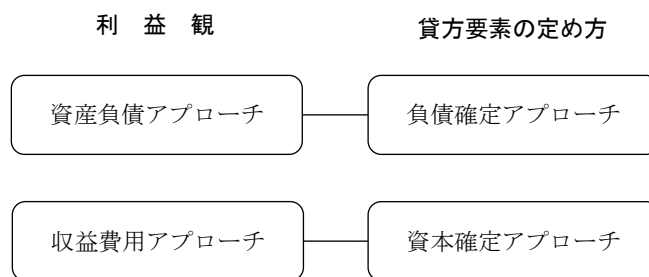 利 益 観
貸方要素の定め方
資産負債アプローチ
負債確定アプローチ
収益費用アプローチ
資本確定アプローチ